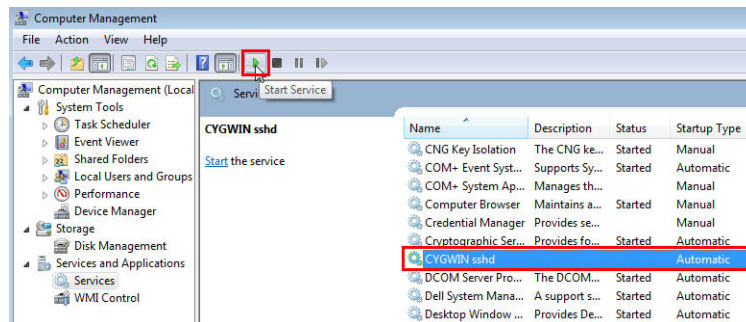 Computer Management
File Action View Help
Start Service
Computer Management (Local
System Tools
Task Scheduler
Event Viewer
Shared Folders
Local Users and Groups
Performance
Device Manager
Storage
Disk Management
Services and Applications
Services
WMI Control
CYGWIN sshd
Start the service
Name Description Status Startup Type
CNG Key Isolation The CNG ke... Started Manual
COM+ Event Syst... Supports Sy... Started Automatic
COM+ System Ap... Manages th... Manual
Computer Browser Maintains a... Started Manual
Credential Manager Provides se... Manual
Cryptographic Ser... Provides fo... Started Automatic
CYGWIN sshd Automatic
DCOM Server Pro... The DCOM... Started Automatic
Dell System Mana... A support s... Started Automatic
Desktop Window ... Provides De... Started Automatic